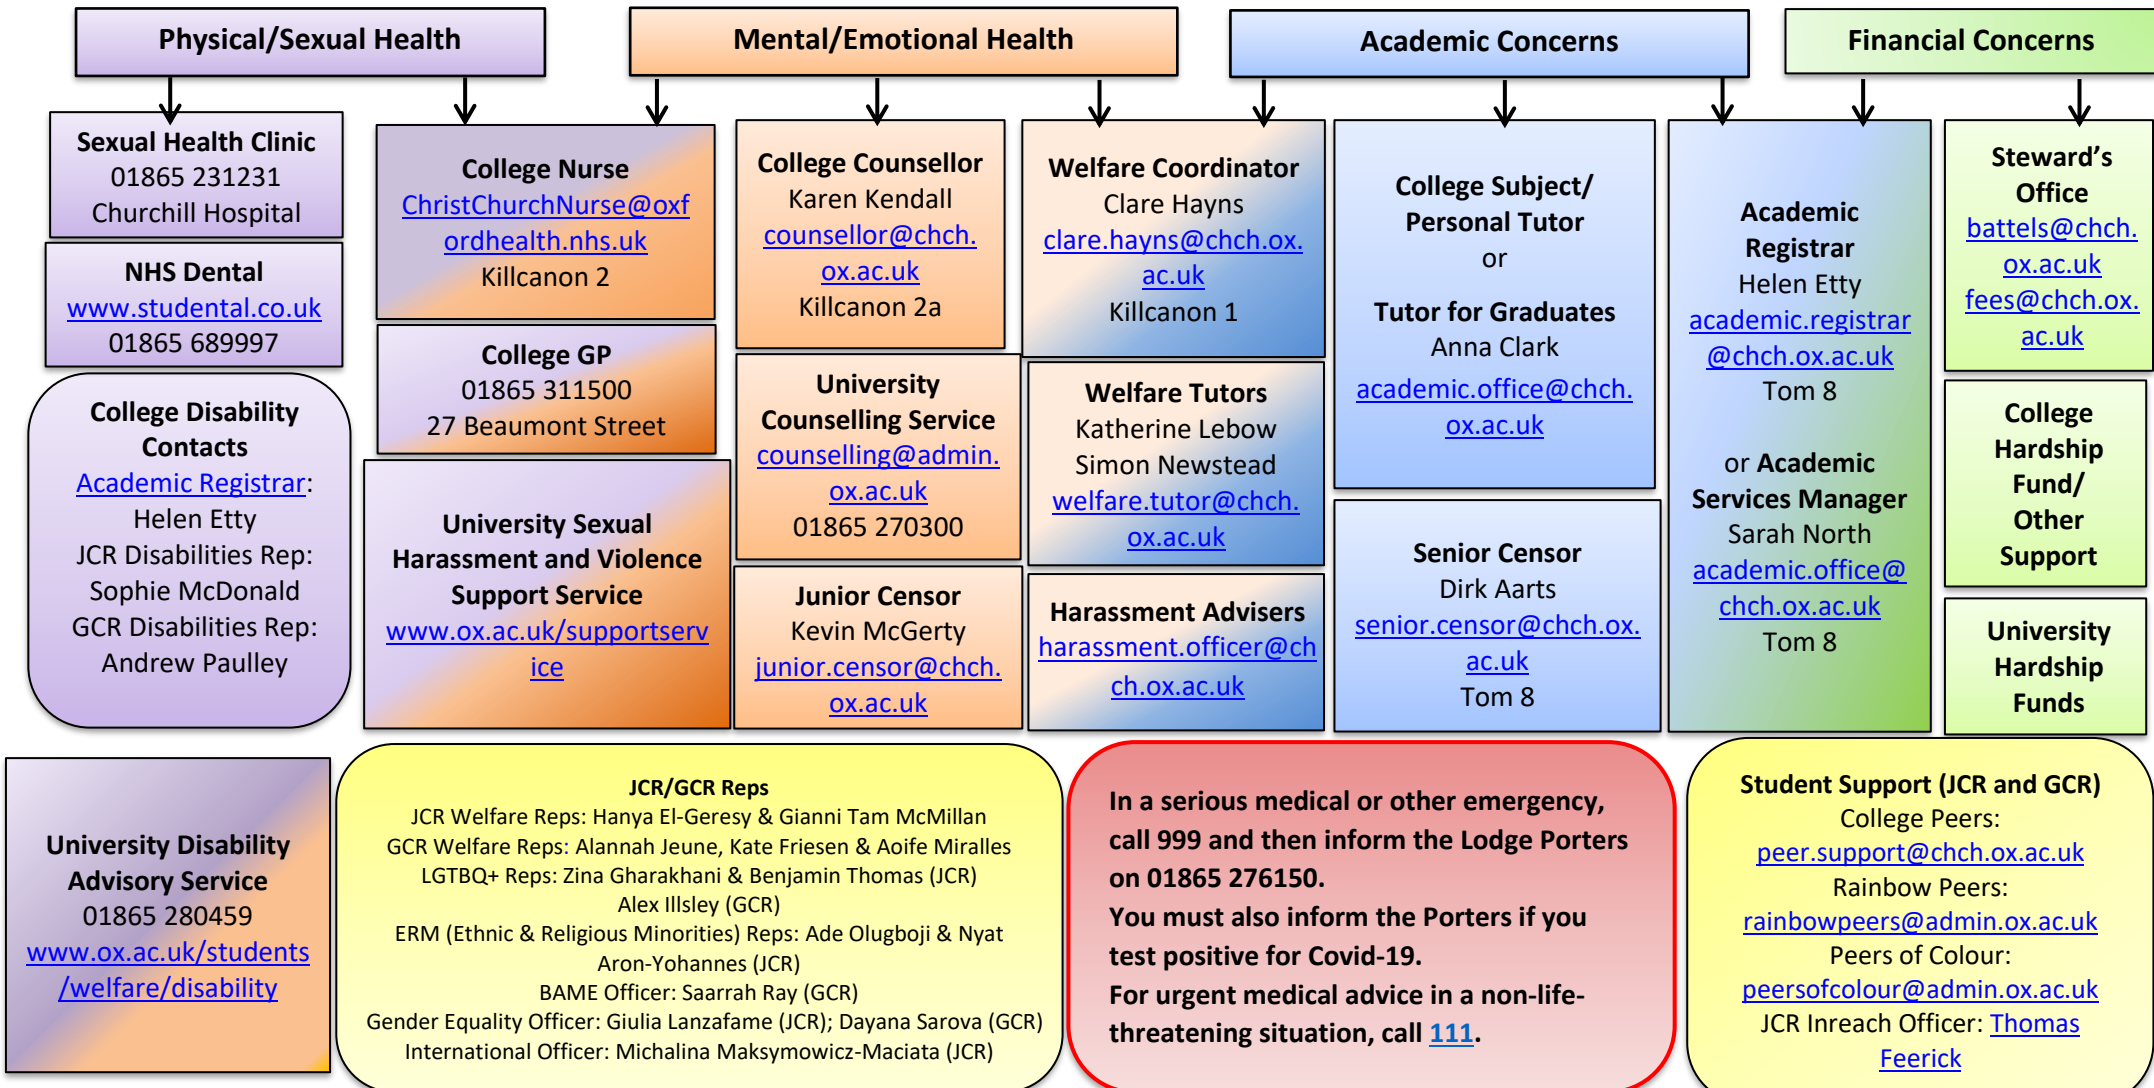 Physical/Sexual Health
Mental/Emotional Health
Academic Concerns
Financial Concerns
Sexual Health Clinic
01865 231231
Churchill Hospital
NHS Dental
www.studental.co.uk
01865 689997
College Disability
Contacts
Academic Registrar:
Helen Etty
JCR Disabilities Rep:
Sophie McDonald
GCR Disabilities Rep:
Andrew Paulley
College Nurse
ChristChurchNurse@oxf
ordhealth.nhs.uk
Killcanon 2
College GP
01865 311500
27 Beaumont Street
University Sexual
Harassment and Violence
Support Service
www.ox.ac.uk/supportserv
ice
College Counsellor
Karen Kendall
counsellor@chch.
ox.ac.uk
Killcanon 2a
University
Counselling Service
counselling@admin.
ox.ac.uk
01865 270300
Junior Censor
Kevin McGerty
junior.censor@chch.
ox.ac.uk
Welfare Coordinator
Clare Hayns
clare.hayns@chch.ox.
ac.uk
Killcanon 1
Welfare Tutors
Katherine Lebow
Simon Newstead
welfare.tutor@chch.
ox.ac.uk
Harassment Advisers
harassment.officer@ch
ch.ox.ac.uk
College Subject/
Personal Tutor
or
Tutor for Graduates
Anna Clark
academic.office@chch.
ox.ac.uk
Senior Censor
Dirk Aarts
senior.censor@chch.ox.
ac.uk
Tom 8
Academic
Registrar
Helen Etty
academic.registrar
@chch.ox.ac.uk
Tom 8
or Academic
Services Manager
Sarah North
academic.office@
chch.ox.ac.uk
Tom 8
Steward's
Office
battels@chch.
ox.ac.uk
fees@chch.ox.
ac.uk
College
Hardship
Fund/
Other
Support
University
Hardship
Funds
University Disability
Advisory Service
01865 280459
www.ox.ac.uk/students
/welfare/disability
JCR/GCR Reps
JCR Welfare Reps: Hanya El-Geresy & Gianni Tam McMillan
GCR Welfare Reps: Alannah Jeune, Kate Friesen & Aoife Miralles
LGTBQ+ Reps: Zina Gharakhani & Benjamin Thomas (JCR)
Alex Illsley (GCR)
ERM (Ethnic & Religious Minorities) Reps: Ade Olugboji & Nyat
Aron-Yohannes (JCR)
BAME Officer: Saarrah Ray (GCR)
Gender Equality Officer: Giulia Lanzafame (JCR); Dayana Sarova (GCR)
International Officer: Michalina Maksymowicz-Maciata (JCR)
In a serious medical or other emergency,
call 999 and then inform the Lodge Porters
on 01865 276150.
You must also inform the Porters if you
test positive for Covid-19.
For urgent medical advice in a non-life-
threatening situation, call 111.
Student Support (JCR and GCR)
College Peers:
peer.support@chch.ox.ac.uk
Rainbow Peers:
rainbowpeers@admin.ox.ac.uk
Peers of Colour:
peersofcolour@admin.ox.ac.uk
JCR Inreach Officer: Thomas
Feerick